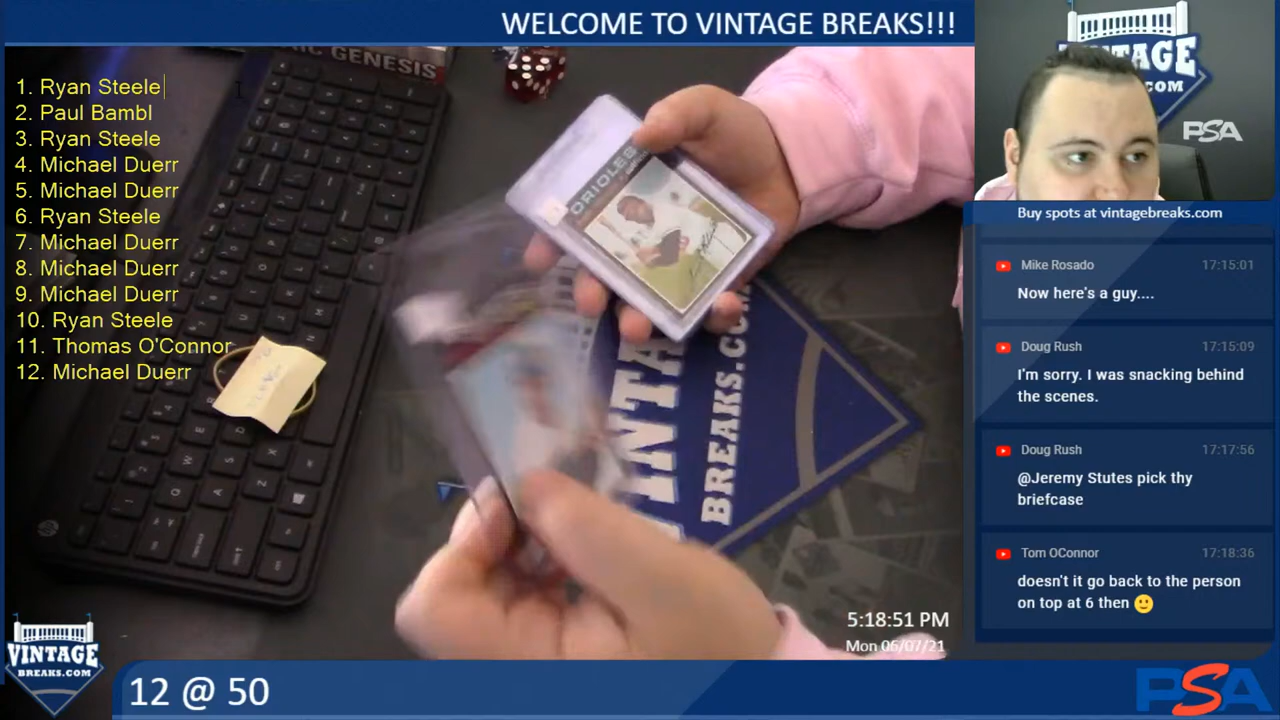 WELCOME TO VINTAGE BREAKS!!!
1. Ryan Steele
2. Paul Bambl
3. Ryan Steele
4. Michael Duerr
5. Michael Duerr
6. Ryan Steele
7. Michael Duerr
8. Michael Duerr
9. Michael Duerr
10. Ryan Steele
11. Thomas O'Connor
12. Michael Duerr
GENESIS
ORIOLES
BREAKS.COM
PSA
Buy spots at vintagebreaks.com
Mike Rosado 17:15:01
Now here's a guy....
Doug Rush 17:15:09
I'm sorry. I was snacking behind
the scenes.
Doug Rush 17:17:56
@Jeremy Stutes pick thy
briefcase
Tom OConnor 17:18:36
doesn't it go back to the person
on top at 6 then 🙂
5:18:51 PM
Mon 06/07/21
VINTAGE
BREAKS.COM
12 @ 50
PSA